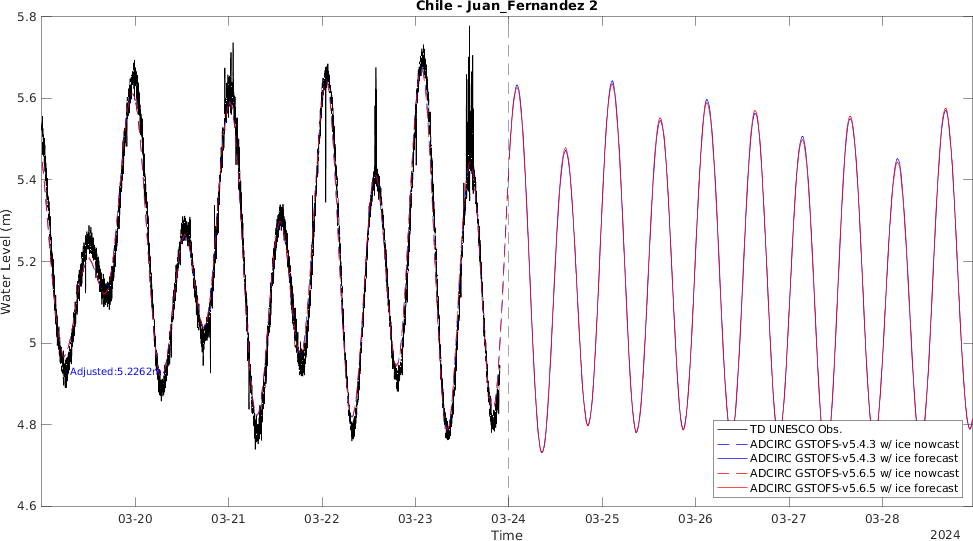 Chile - Juan_Fernandez 2
Water Level (m)
5.8
5.6
5.4
5.2
5
4.8
4.6
Adjusted:5.2262m
TD UNESCO Obs.
ADCIRC GSTOFS-v5.4.3 w/ ice nowcast
ADCIRC GSTOFS-v5.4.3 w/ ice forecast
ADCIRC GSTOFS-v5.6.5 w/ ice nowcast
ADCIRC GSTOFS-v5.6.5 w/ ice forecast
03-20 03-21 03-22 03-23 03-24 03-25 03-26 03-27 03-28
Time
2024